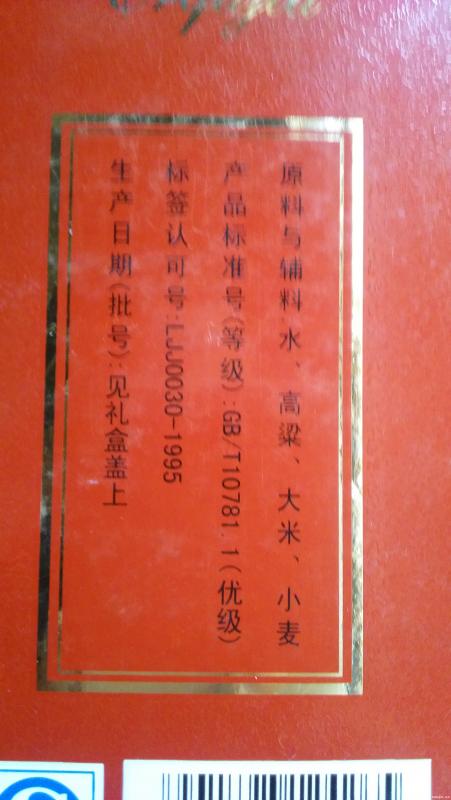 原料与辅料:水、高粱、大米、小麦
产品标准号(等级):GB/T10781.1(优级)
标签认可号:LJJ0030-1995
生产日期(批号):见礼盒盖上